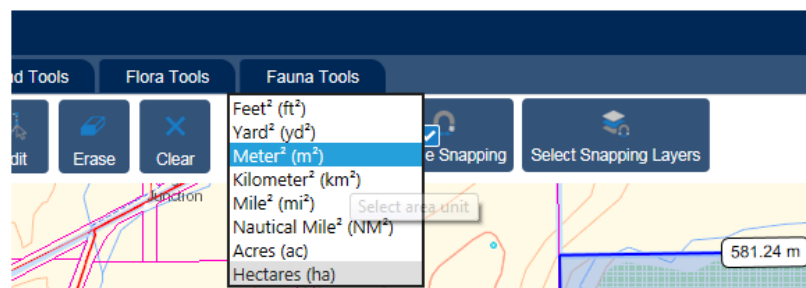 d Tools
Flora Tools
Fauna Tools
dit
Erase
Clear
Feet² (ft²)
Yard² (yd²)
Meter² (m²)
Kilometer² (km²)
Mile² (mi²)
Nautical Mile² (NM²)
Acres (ac)
Hectares (ha)
e Snapping
Select Snapping Layers
Select area unit
Junction
581.24 m